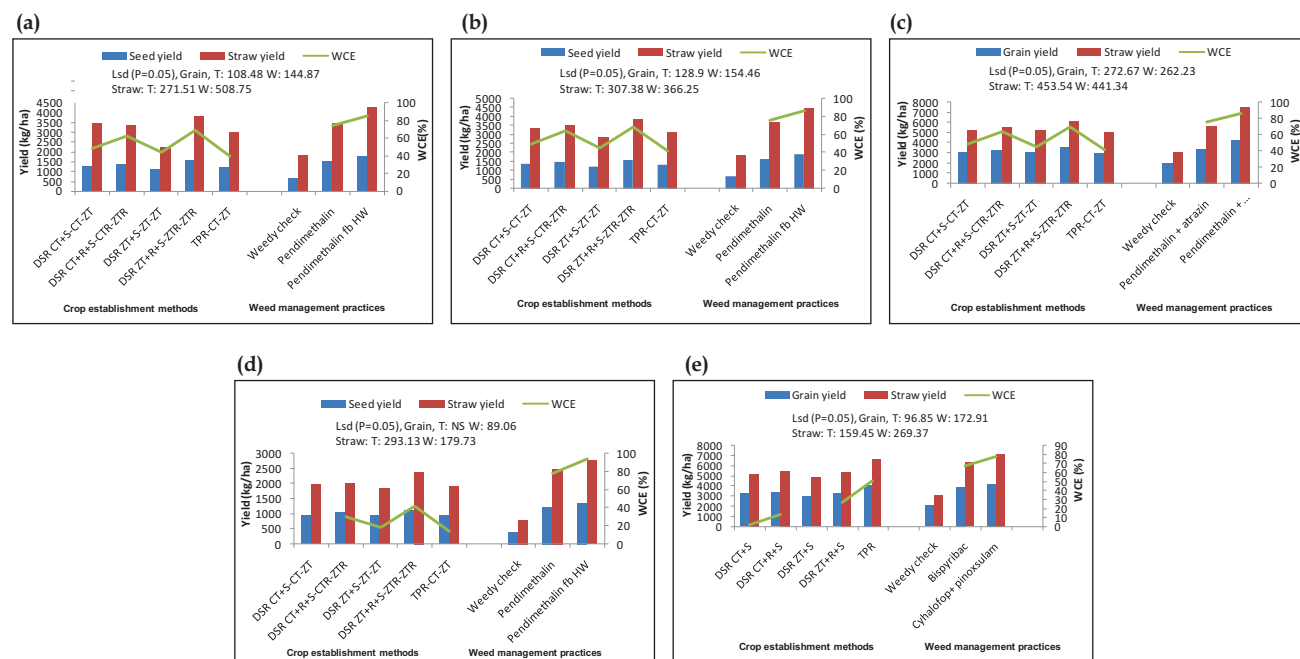 (a)
Seed yield Straw yield WCE
Lsd (P=0.05), Grain, T: 108.48 W: 144.87
Straw: T: 271.51 W: 508.75
Yield (kg/ha)
4500
4000
3500
3000
2500
2000
1500
1000
500
0
100
80
60
40
20
0
WCE(%)
DSR CT+S-CT-ZT
DSR CT+R+S-CTR-ZTR
DSR ZT+S-ZT-ZT
DSR ZT+R+S-ZTR-ZTR
TPR-CT-ZT
Weedy check
Pendimethalin
Pendimethalin fb HW
Crop establishment methods
Weed management practices
(b)
Seed yield Straw yield WCE
Lsd (P=0.05), Grain, T: 128.9 W: 154.46
Straw: T: 307.38 W: 366.25
Yield (kg/ha)
5000
4500
4000
3500
3000
2500
2000
1500
1000
500
0
100
80
60
40
20
0
WCE (%)
DSR CT+S-CT-ZT
DSR CT+R+S-CTR-ZTR
DSR ZT+S-ZT-ZT
DSR ZT+R+S-ZTR-ZTR
TPR-CT-ZT
Weedy check
Pendimethalin
Pendimethalin fb HW
Crop establishment methods
Weed management practices
(c)
Grain yield Straw yield WCE
Lsd (P=0.05), Grain, T: 272.67 W: 262.23
Straw: T: 453.54 W: 441.34
Yield (kg/ha)
8000
7000
6000
5000
4000
3000
2000
1000
0
100
80
60
40
20
0
WCE (%)
DSR CT+S-CT-ZT
DSR CT+R+S-CTR-ZTR
DSR ZT+S-ZT-ZT
DSR ZT+R+S-ZTR-ZTR
TPR-CT-ZT
Weedy check
Pendimethalin + atrazin
Pendimethalin +...
Crop establishment methods
Weed management practices
(d)
Seed yield Straw yield WCE
Lsd (P=0.05), Grain, T: NS W: 89.06
Straw: T: 293.13 W: 179.73
Yield (kg/ha)
3000
2500
2000
1500
1000
500
0
100
80
60
40
20
0
WCE (%)
DSR CT+S-CT-ZT
DSR CT+R+S-CTR-ZTR
DSR ZT+S-ZT-ZT
DSR ZT+R+S-ZTR-ZTR
TPR-CT-ZT
Weedy check
Pendimethalin
Pendimethalin fb HW
Crop establishment methods
Weed management practices
(e)
Grain yield Straw yield WCE
Lsd (P=0.05), Grain, T: 96.85 W: 172.91
Straw: T: 159.45 W: 269.37
Yield (kg/ha)
8000
7000
6000
5000
4000
3000
2000
1000
0
90
80
70
60
50
40
30
20
10
0
WCE (%)
DSR CT+S
DSR CT+R+S
DSR ZT+S
DSR ZT+R+S
TPR
Weedy check
Bispyribac
Cyhalofop+ pinoxsulam
Crop establishment methods
Weed management practices